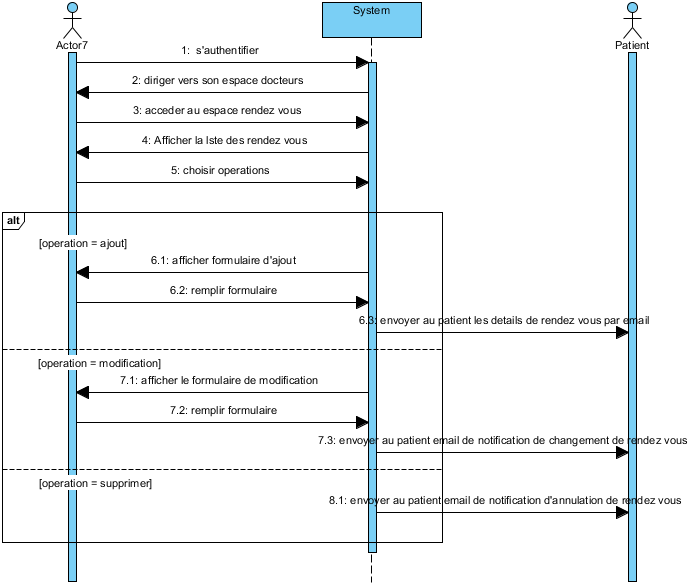 System
Actor7
Patient
1: s'authentifier
2: diriger vers son espace docteurs
3: acceder au espace rendez vous
4: Afficher la lste des rendez vous
5: choisir operations
alt
[operation = ajout]
6.1: afficher formulaire d'ajout
6.2: remplir formulaire
6.3: envoyer au patient les details de rendez vous par email
[operation = modification]
7.1: afficher le formulaire de modification
7.2: remplir formulaire
7.3: envoyer au patient email de notification de changement de rendez vous
[operation = supprimer]
8.1: envoyer au patient email de notification d'annulation de rendez vous